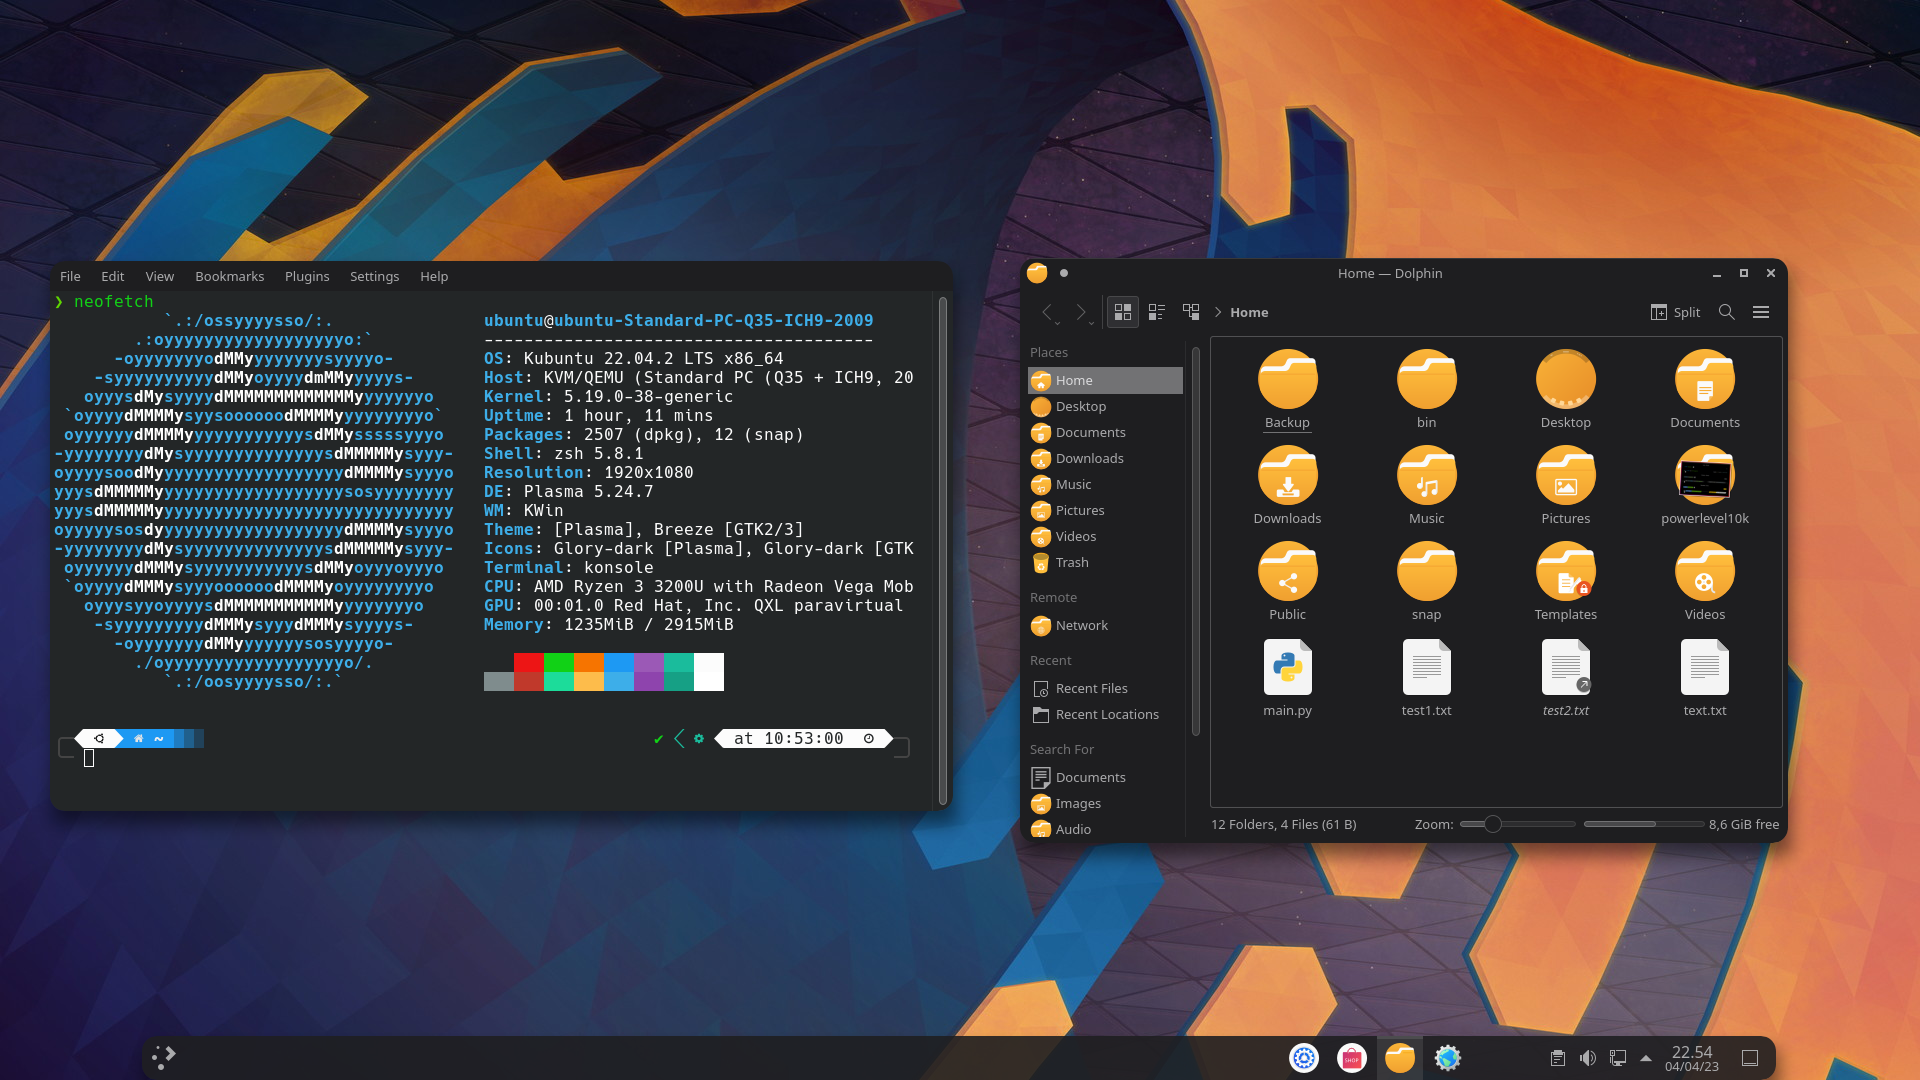 File Edit View Bookmarks Plugins Settings Help
❯ neofetch
`.:/ossyyyysso/:.
.:oyyyyyyyyyyyyyyyyyyo:`
-oyyyyyyyodMMyyyyyyyysyyyyo-
-syyyyyyyyyydMMyoyyyydmMMyyyyys-
oyyysdMysyyyydMMMMMMMMMMMMMyyyyyyyo
`oyyyydMMMMysyysoooooodMMMMyyyyyyyyyo`
oyyyyyydMMMMyyyyyyyyyyyysdMMysssssyyyo
-yyyyyyyydMysyyyyyyyyyyyyyysdMMMMMysyyy-
oyyyysoodMyyyyyyyyyyyyyyyyyyydMMMMysyyyo
yyysdMMMMMyyyyyyyyyyyyyyyyyyysosyyyyyyyy
yyysdMMMMMyyyyyyyyyyyyyyyyyyyyyyyyyyyyyy
oyyyyysosdyyyyyyyyyyyyyyyyyyydMMMMysyyyo
-yyyyyyyydMysyyyyyyyyyyyyyysdMMMMMysyyy-
oyyyyyydMMMysyyyyyyyyyyysdMMyoyyyoyyyo
`oyyyydMMMysyyyoooooodMMMMyoyyyyyyyyo
oyyysyyoyyyysdMMMMMMMMMMMMyyyyyyyyo
-syyyyyyyyydMMMysyyydMMMysyyyys-
-oyyyyyyydMMyyyyyyysosyyyyo-
./oyyyyyyyyyyyyyyyyyyo/.
`.:/oosyyyysso/:.`
ubuntu@ubuntu-Standard-PC-Q35-ICH9-2009
---------------------------------------
OS: Kubuntu 22.04.2 LTS x86_64
Host: KVM/QEMU (Standard PC (Q35 + ICH9, 20
Kernel: 5.19.0-38-generic
Uptime: 1 hour, 11 mins
Packages: 2507 (dpkg), 12 (snap)
Shell: zsh 5.8.1
Resolution: 1920x1080
DE: Plasma 5.24.7
WM: KWin
Theme: [Plasma], Breeze [GTK2/3]
Icons: Glory-dark [Plasma], Glory-dark [GTK
Terminal: konsole
CPU: AMD Ryzen 3 3200U with Radeon Vega Mob
GPU: 00:01.0 Red Hat, Inc. QXL paravirtual
Memory: 1235MiB / 2915MiB
~ ✔ at 10:53:00
Home — Dolphin
Home Split
Places
Home
Desktop
Documents
Downloads
Music
Pictures
Videos
Trash
Remote
Network
Recent
Recent Files
Recent Locations
Search For
Documents
Images
Audio
Backup bin Desktop Documents
Downloads Music Pictures powerlevel10k
Public snap Templates Videos
main.py test1.txt test2.txt text.txt
12 Folders, 4 Files (61 B) Zoom: 8,6 GiB free
SHOP
22.54
04/04/23